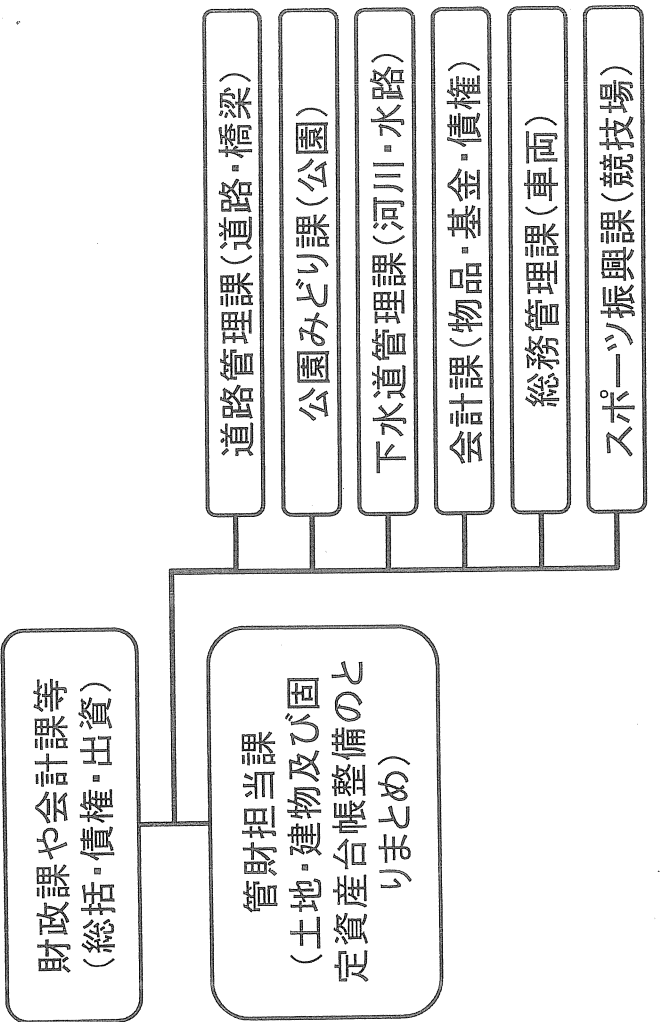 財政課や会計課等
(総括・債権・出資)
管財担当課
(土地・建物及び固
定資産台帳整備のと
りまとめ)
道路管理課(道路・橋梁)
公園みどり課(公園)
下水道管理課(河川・水路)
会計課(物品・基金・債権)
総務管理課(車両)
スポーツ振興課(競技場)